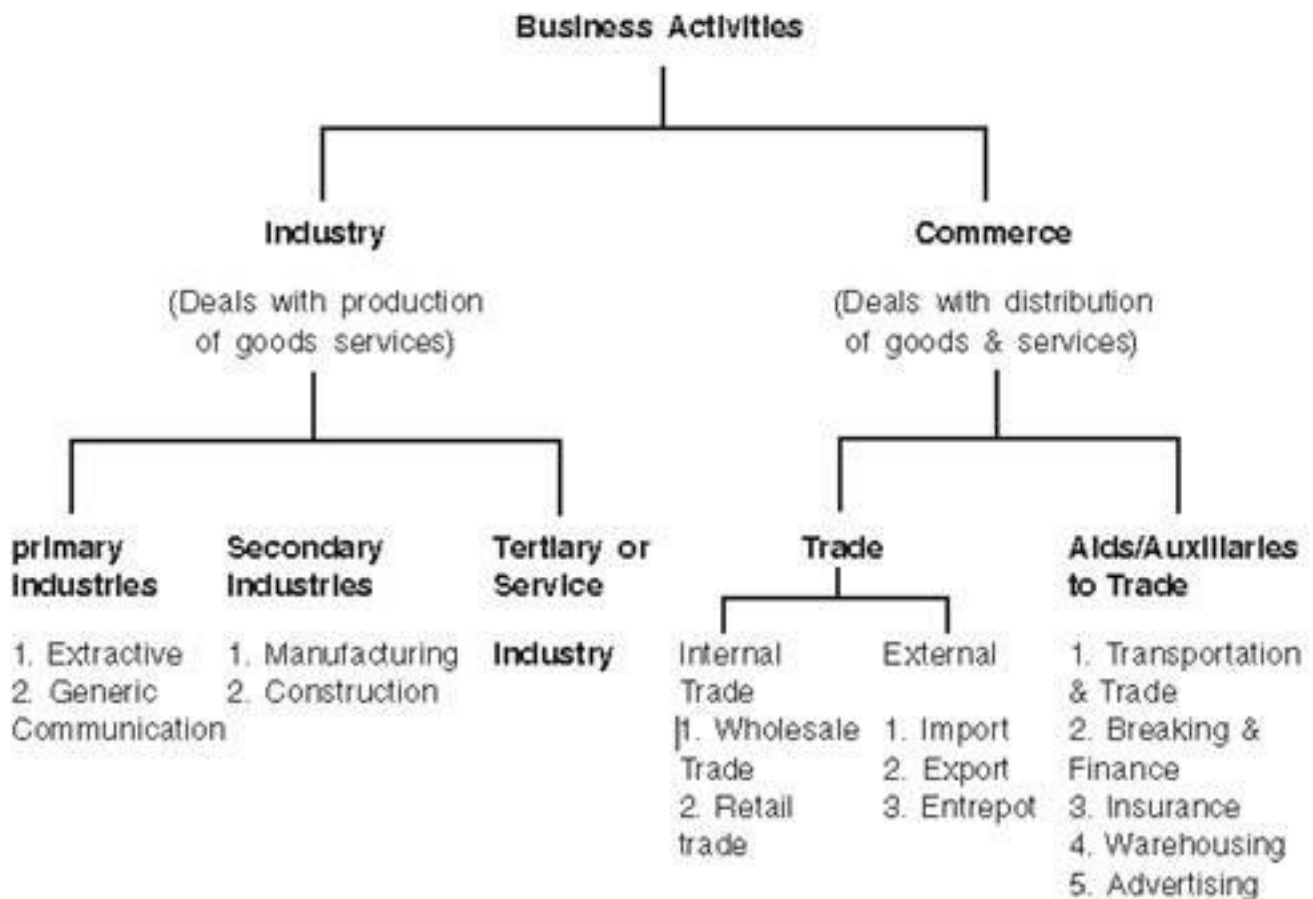 Business Activities
Industry
(Deals with production
of goods services)
primary
Industries
1. Extractive
2. Generic
Communication
Secondary
Industries
1. Manufacturing
2. Construction
Tertiary or
Service
Industry
Commerce
(Deals with distribution
of goods & services)
Trade
Internal
Trade
1. Wholesale
Trade
2. Retail
trade
External
1. Import
2. Export
3. Entrepot
Aids/Auxiliaries
to Trade
1. Transportation
& Trade
2. Breaking &
Finance
3. Insurance
4. Warehousing
5. Advertising